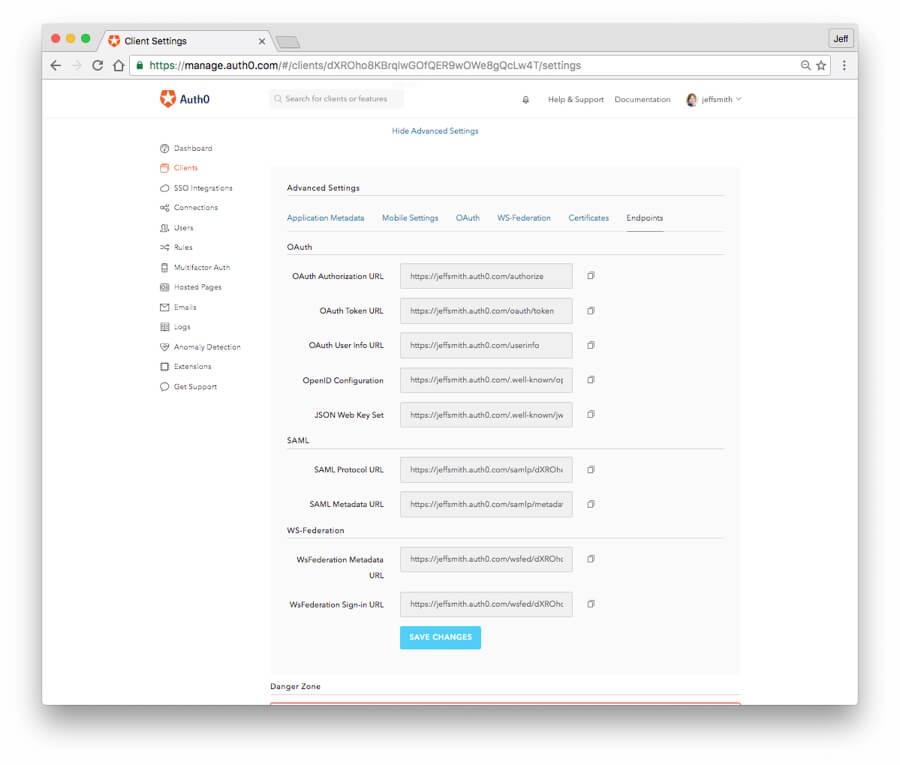 Client Settings
Jeff
https://manage.auth0.com/#/clients/dXROho8KBrqlwGOfQER9wOWe8gQcLw4T/settings
Auth0
Search for clients or features
Help & Support
Documentation
jeffsmith
Hide Advanced Settings
Dashboard
Clients
SSO Integrations
Connections
Users
Rules
Multifactor Auth
Hosted Pages
Emails
Logs
Anomaly Detection
Extensions
Get Support
Advanced Settings
Application Metadata
Mobile Settings
OAuth
WS-Federation
Certificates
Endpoints
OAuth
OAuth Authorization URL
https://jeffsmith.auth0.com/authorize
OAuth Token URL
https://jeffsmith.auth0.com/oauth/token
OAuth User Info URL
https://jeffsmith.auth0.com/userinfo
OpenID Configuration
https://jeffsmith.auth0.com/.well-known/op
JSON Web Key Set
https://jeffsmith.auth0.com/.well-known/jw
SAML
SAML Protocol URL
https://jeffsmith.auth0.com/samlp/dXROh
SAML Metadata URL
https://jeffsmith.auth0.com/samlp/metada
WS-Federation
WsFederation Metadata
URL
https://jeffsmith.auth0.com/wsfed/dXROh
WsFederation Sign-in URL
https://jeffsmith.auth0.com/wsfed/dXROh
SAVE CHANGES
Danger Zone